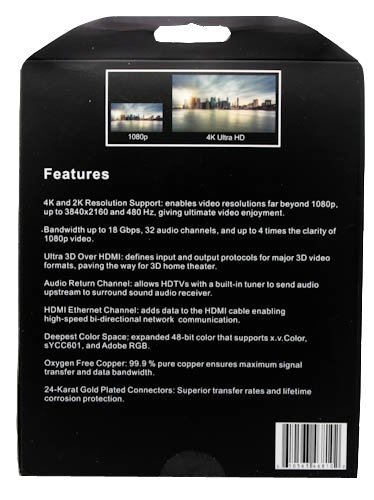 1080p
4K Ultra HD
Features
4K and 2K Resolution Support: enables video resolutions far beyond 1080p,
up to 3840x2160 and 480 Hz, giving ultimate video enjoyment.
Bandwidth up to 18 Gbps, 32 audio channels, and up to 4 times the clarity of
1080p video.
Ultra 3D Over HDMI: defines input and output protocols for major 3D video
formats, paving the way for 3D home theater.
Audio Return Channel: allows HDTVs with a built-in tuner to send audio
upstream to surround sound audio receiver.
HDMI Ethernet Channel: adds data to the HDMI cable enabling
high-speed bi-directional network communication.
Deepest Color Space; expanded 48-bit color that supports x.v.Color,
sYCC601, and Adobe RGB.
Oxygen Free Copper: 99.9 % pure copper ensures maximum signal
transfer and data bandwidth.
24-Karat Gold Plated Connectors: Superior transfer rates and lifetime
corrosion protection.